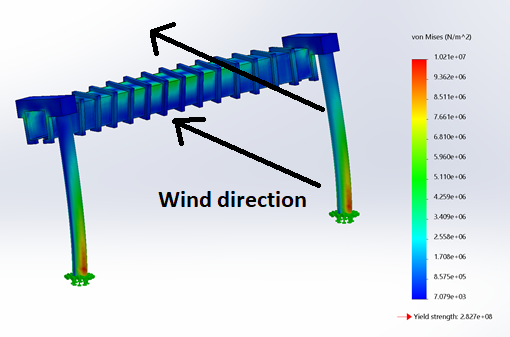 von Mises (N/m^2)
1.021e+07
9.362e+06
8.511e+06
7.661e+06
6.810e+06
5.960e+06
5.110e+06
4.259e+06
3.409e+06
2.558e+06
1.708e+06
8.575e+05
7.079e+03
Yield strength: 2.827e+08
Wind direction